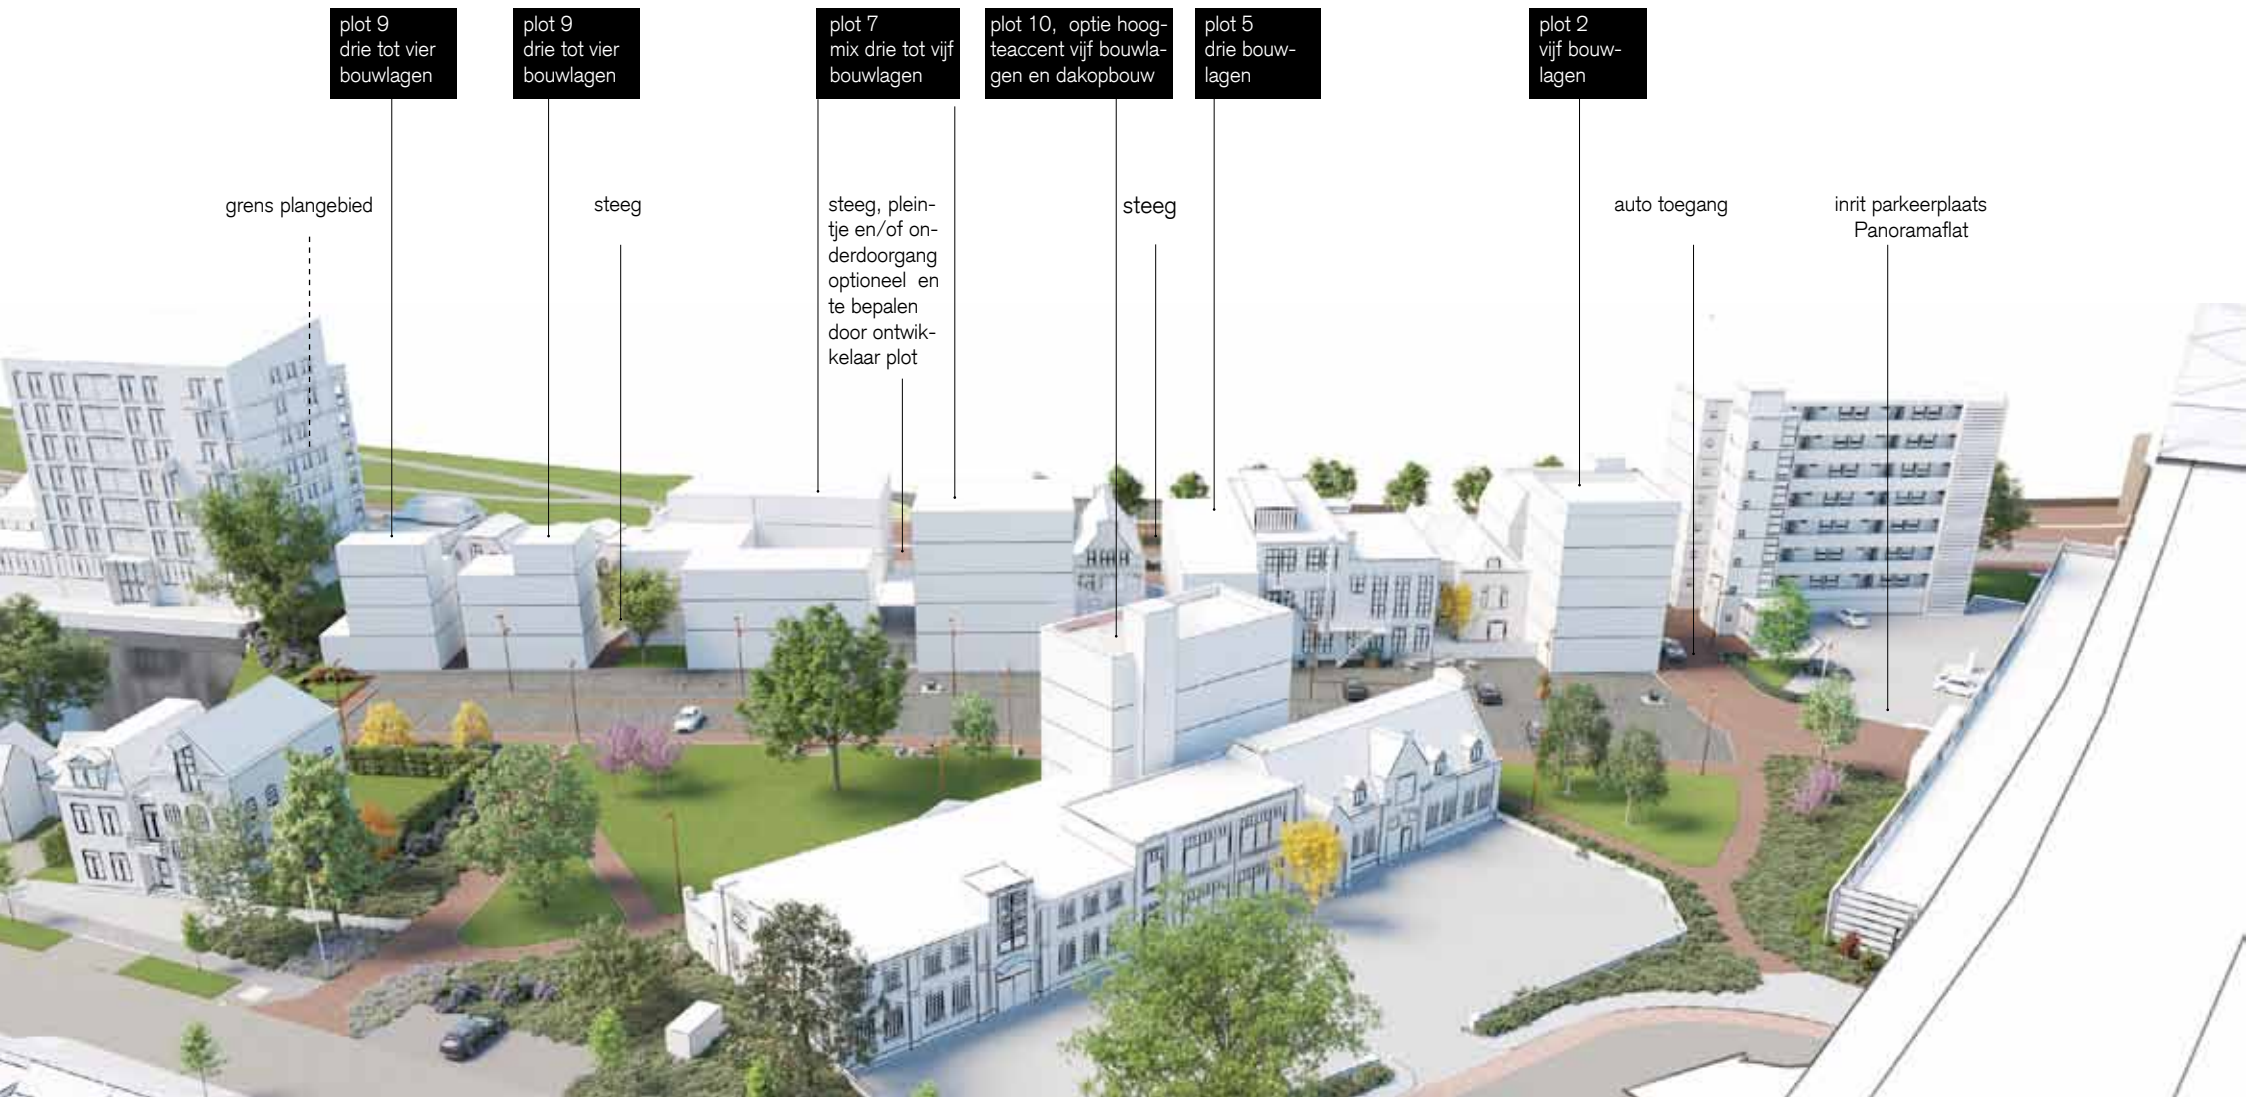 plot 9
drie tot vier
bouwlagen
plot 9
drie tot vier
bouwlagen
plot 7
mix drie tot vijf
bouwlagen
plot 10, optie hoog-
teaccent vijf bouwla-
gen en dakopbouw
plot 5
drie bouw-
lagen
plot 2
vijf bouw-
lagen
grens plangebied
steeg
steeg, plein-
tje en/of on-
derdoorgang
optioneel en
te bepalen
door ontwik-
kelaar plot
steeg
auto toegang
inrit parkeerplaats
Panoramaflat